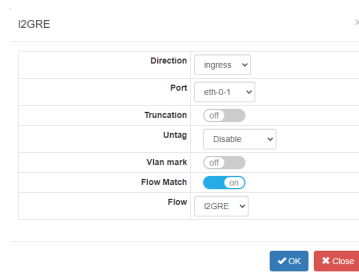 l2GRE
×
Direction ingress
Port eth-0-1
Truncation off
Untag Disable
Vlan mark off
Flow Match on
Flow l2GRE
✔OK ✖ Close